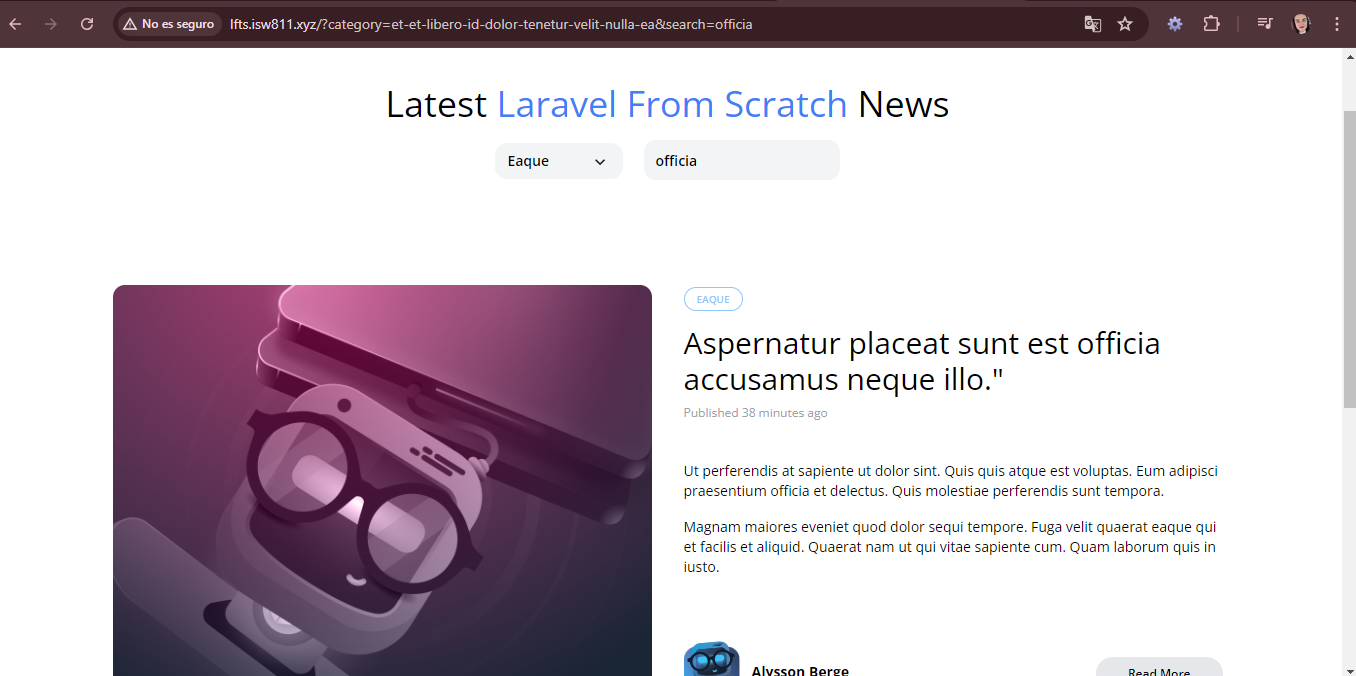 No es seguro
lfts.isw811.xyz/?category=et-et-libero-id-dolor-tenetur-velit-nulla-ea&search=officia
Latest Laravel From Scratch News
Eaque
officia
EAQUE
Aspernatur placeat sunt est officia
accusamus neque illo."
Published 38 minutes ago
Ut perferendis at sapiente ut dolor sint. Quis quis atque est voluptas. Eum adipisci
praesentium officia et delectus. Quis molestiae perferendis sunt tempora.
Magnam maiores eveniet quod dolor sequi tempore. Fuga velit quaerat eaque qui
et facilis et aliquid. Quaerat nam ut qui vitae sapiente cum. Quam laborum quis in
iusto.
Alysson Berge
Read More